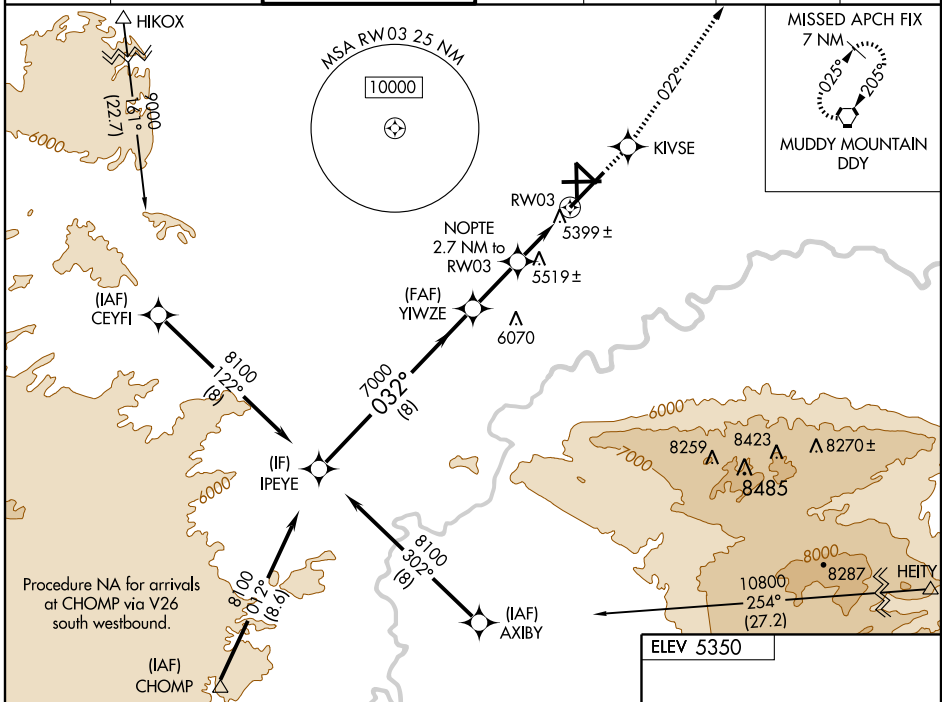 HIKOX
9000
161°
(22.7)
6000
MSA RW03 25 NM
10000
022°
MISSED APCH FIX
7 NM
025°
205°
MUDDY MOUNTAIN
DDY
KIVSE
RW03
5399 ±
NOPTE
2.7 NM to
RW03
5519 ±
(FAF)
YIWZE
6070
(IAF)
CEYFI
8100
122°
(8)
7000
032°
(8)
(IF)
IPEYE
6000
6000
7000
8259
8423
8270 ±
8485
8000
8287
HEITY
10800
254°
(27.2)
8100
302°
(8)
(IAF)
AXIBY
Procedure NA for arrivals
at CHOMP via V26
south westbound.
8100
012°
(8.6)
(IAF)
CHOMP
ELEV 5350